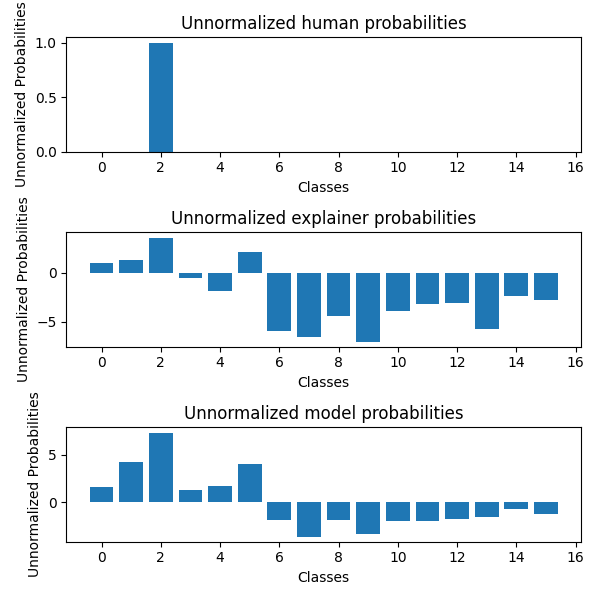 Unnormalized human probabilities
Unnormalized Probabilities
1.0
0.5
0.0
0 2 4 6 8 10 12 14 16
Classes
Unnormalized explainer probabilities
Unnormalized Probabilities
0
−5
0 2 4 6 8 10 12 14 16
Classes
Unnormalized model probabilities
Unnormalized Probabilities
5
0
0 2 4 6 8 10 12 14 16
Classes